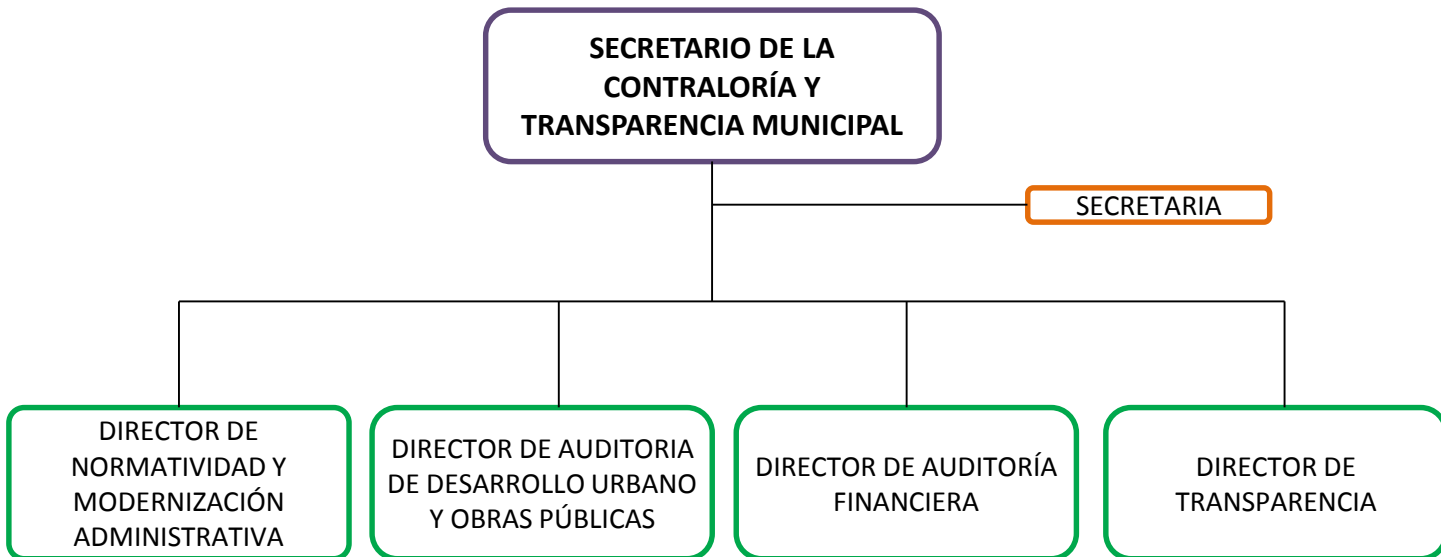 SECRETARIO DE LA
CONTRALORÍA Y
TRANSPARENCIA MUNICIPAL
SECRETARIA
DIRECTOR DE
NORMATIVIDAD Y
MODERNIZACIÓN
ADMINISTRATIVA
DIRECTOR DE AUDITORIA
DE DESARROLLO URBANO
Y OBRAS PÚBLICAS
DIRECTOR DE AUDITORÍA
FINANCIERA
DIRECTOR DE
TRANSPARENCIA